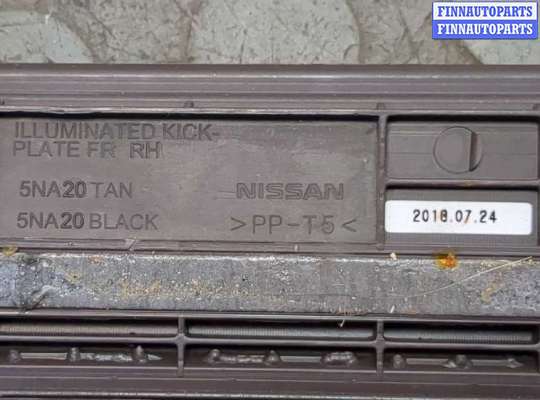 FINNAUTOPARTS
FINNAUTOPARTS
ILLUMINATED KICK-
PLATE FR RH
5NA20 TAN
NISSAN
5NA20 BLACK
>PP-T5<
2018.07.24